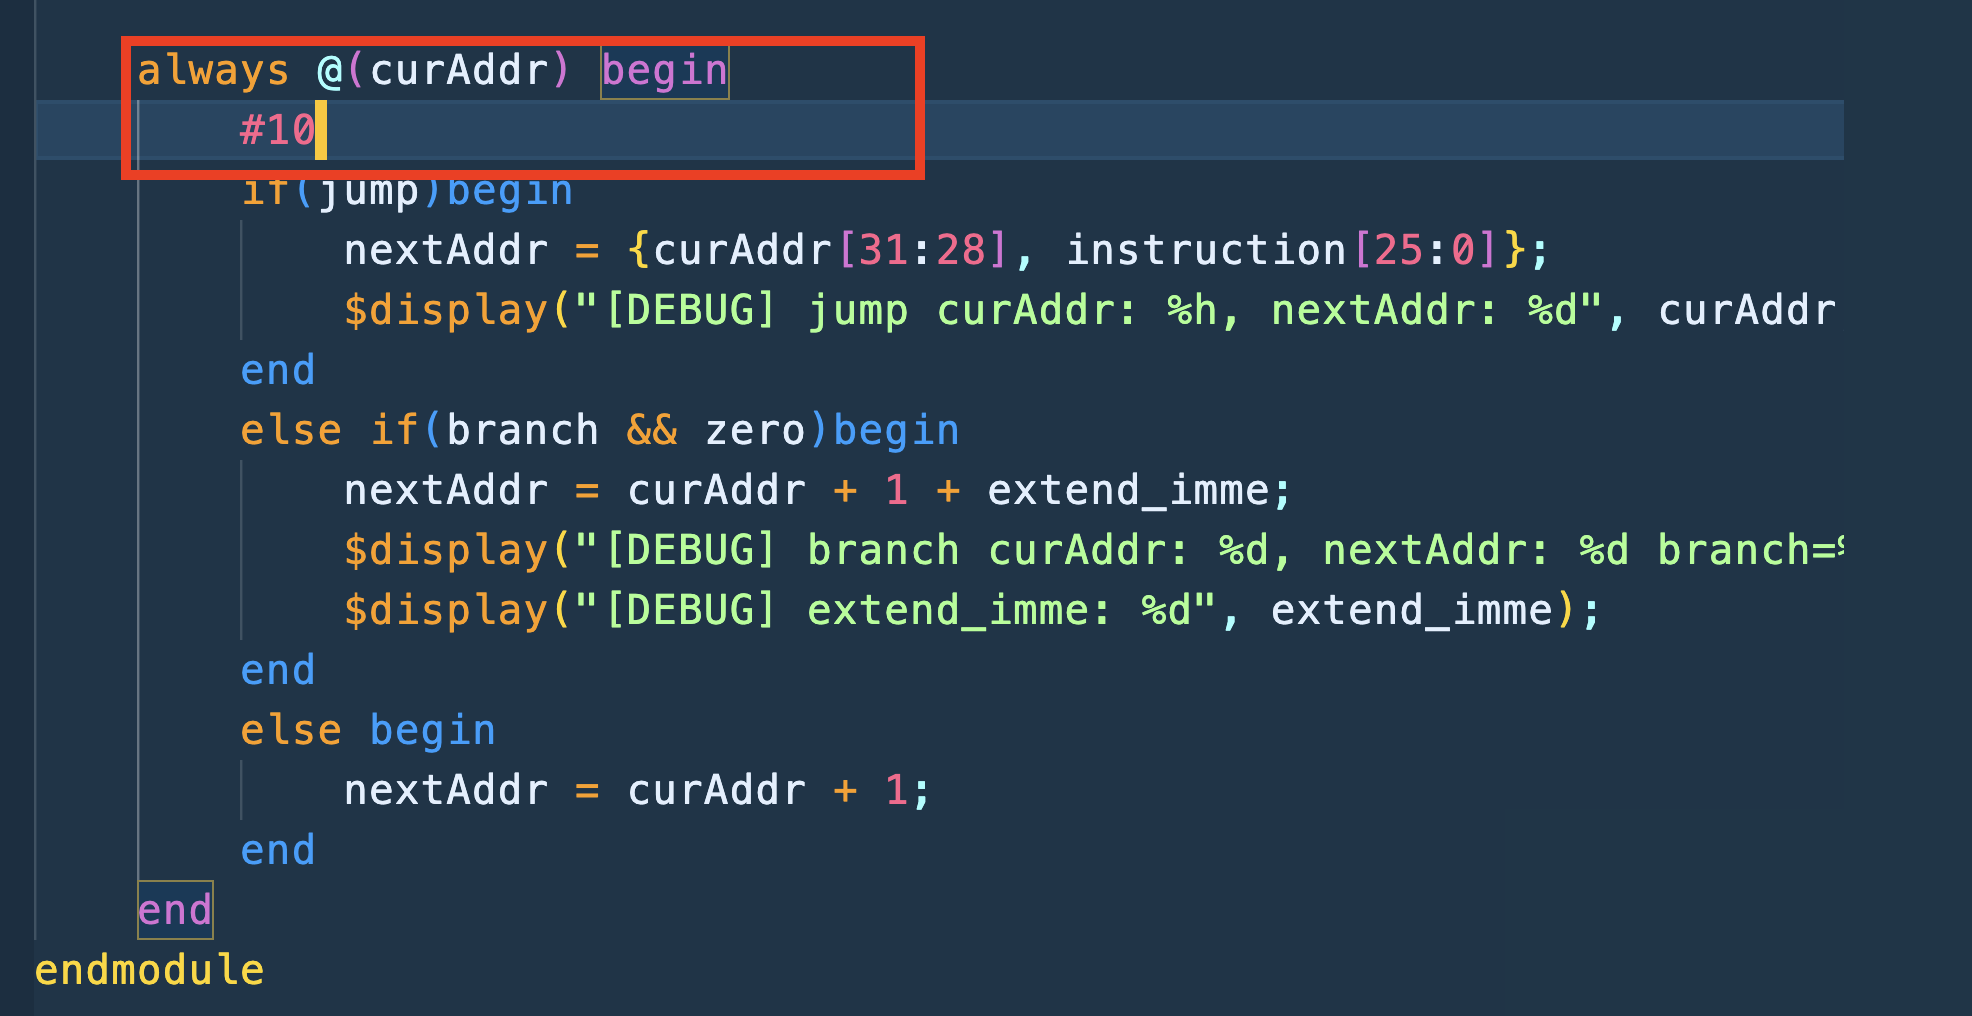 always @(curAddr) begin
#10
if(jump)begin
nextAddr = {curAddr[31:28], instruction[25:0]};
$display("[DEBUG] jump curAddr: %h, nextAddr: %d", curAddr
end
else if(branch && zero)begin
nextAddr = curAddr + 1 + extend_imme;
$display("[DEBUG] branch curAddr: %d, nextAddr: %d branch=%
$display("[DEBUG] extend_imme: %d", extend_imme);
end
else begin
nextAddr = curAddr + 1;
end
end
endmodule